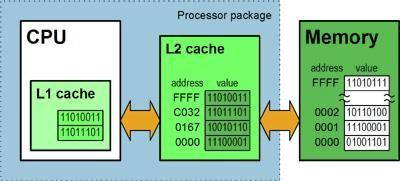 Processor package
CPU
L1 cache
11010011
11011101
L2 cache
address value
FFFF 11010011
C032 11011101
0167 10010110
0000 11100001
Memory
address value
FFFF 11010111
0002 10110100
0001 11100001
0000 01001101